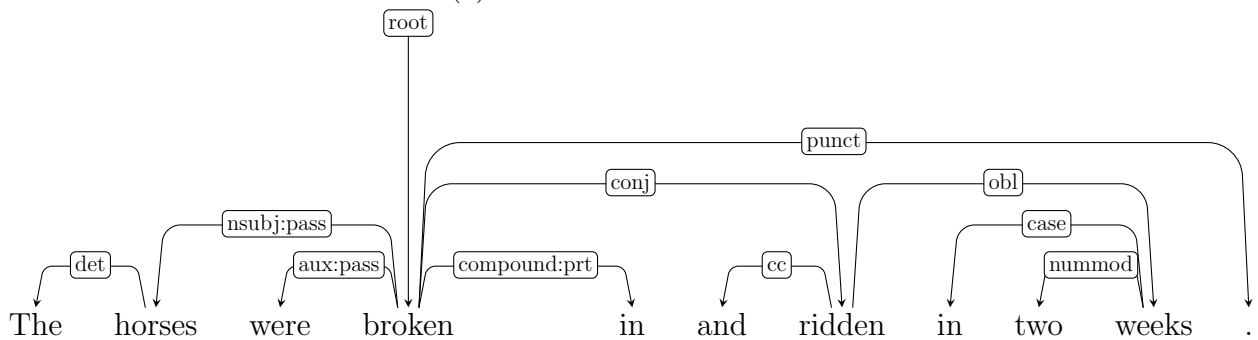 root
punct
conj obl
nsubj:pass case
det aux:pass compound:prt cc nummod
The horses were broken in and ridden in two weeks .